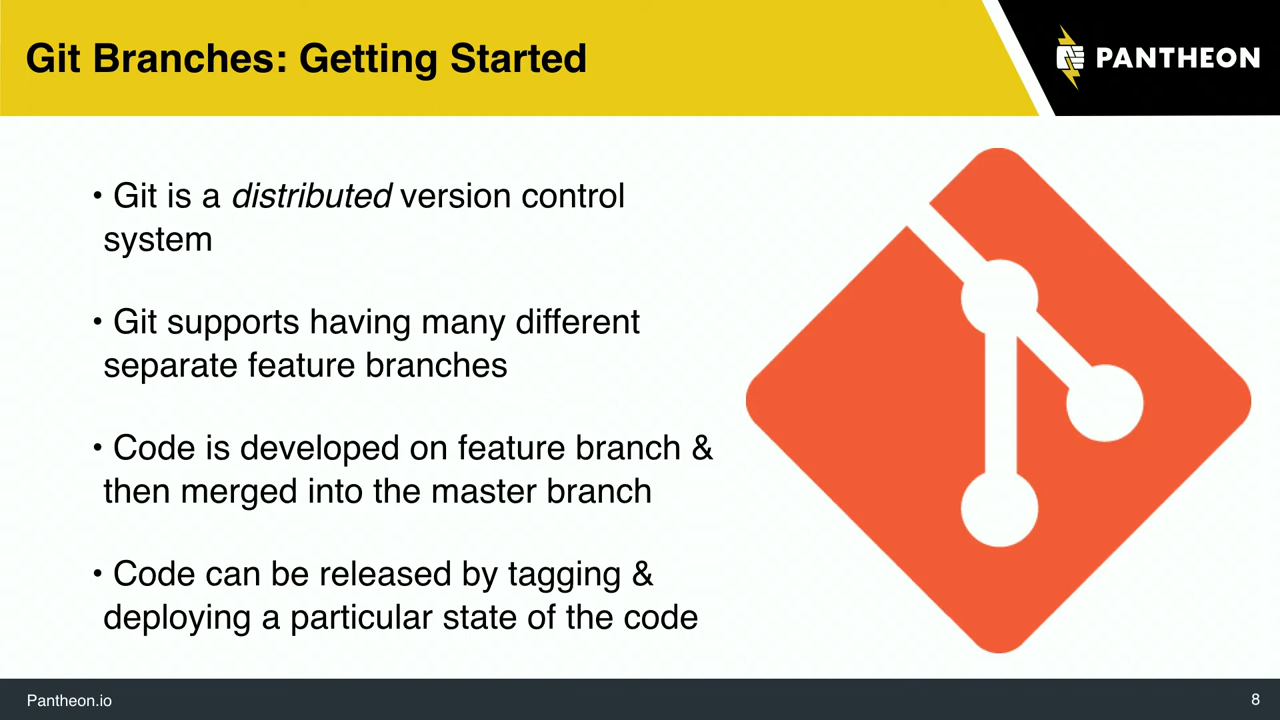 Git Branches: Getting Started
PANTHEON
• Git is a distributed version control
system
• Git supports having many different
separate feature branches
• Code is developed on feature branch &
then merged into the master branch
• Code can be released by tagging &
deploying a particular state of the code
Pantheon.io
8